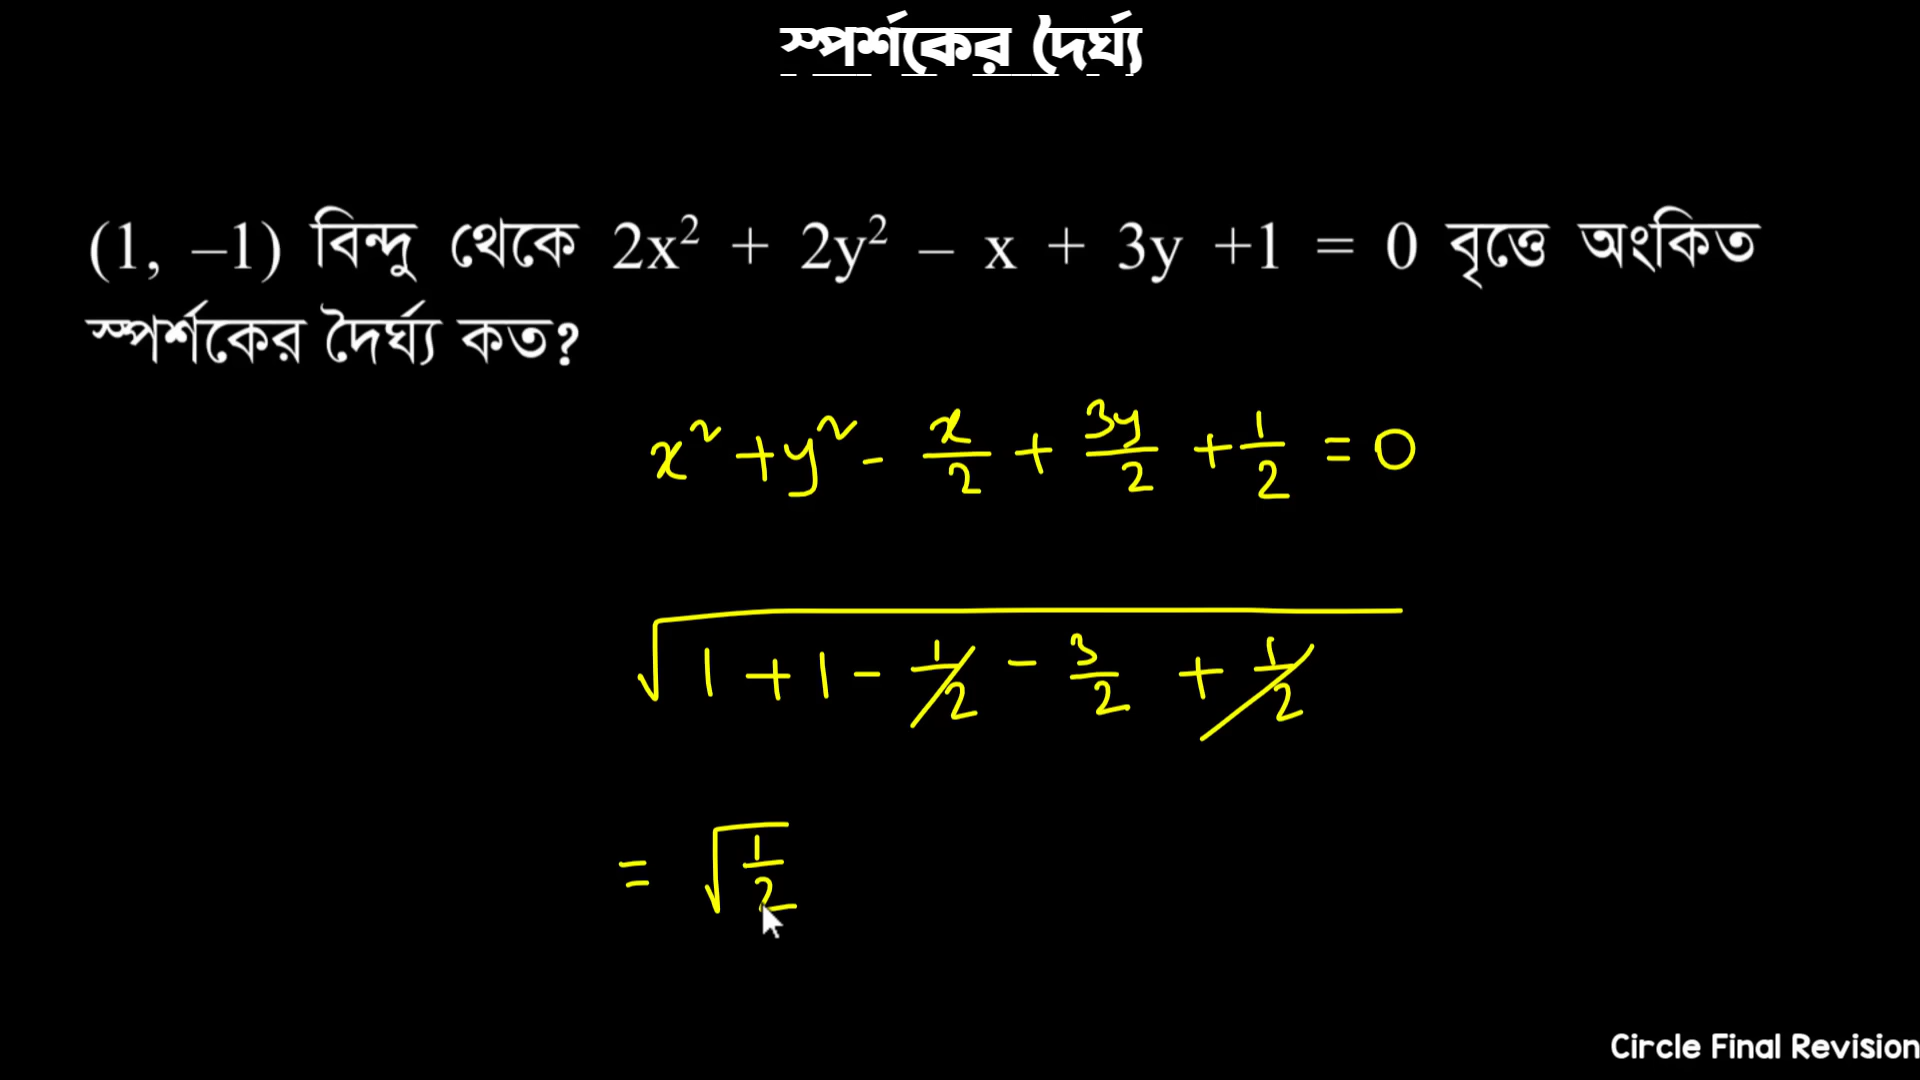 স্পর্শকের দৈর্ঘ্য
(1, –1) বিন্দু থেকে 2x² + 2y² – x + 3y +1 = 0 বৃত্তে অংকিত
স্পর্শকের দৈর্ঘ্য কত?
x² + y² - x/2 + 3y/2 + 1/2 = 0
√(1 + 1 - 1/2 - 3/2 + 1/2)
= √(1/2)
Circle Final Revision